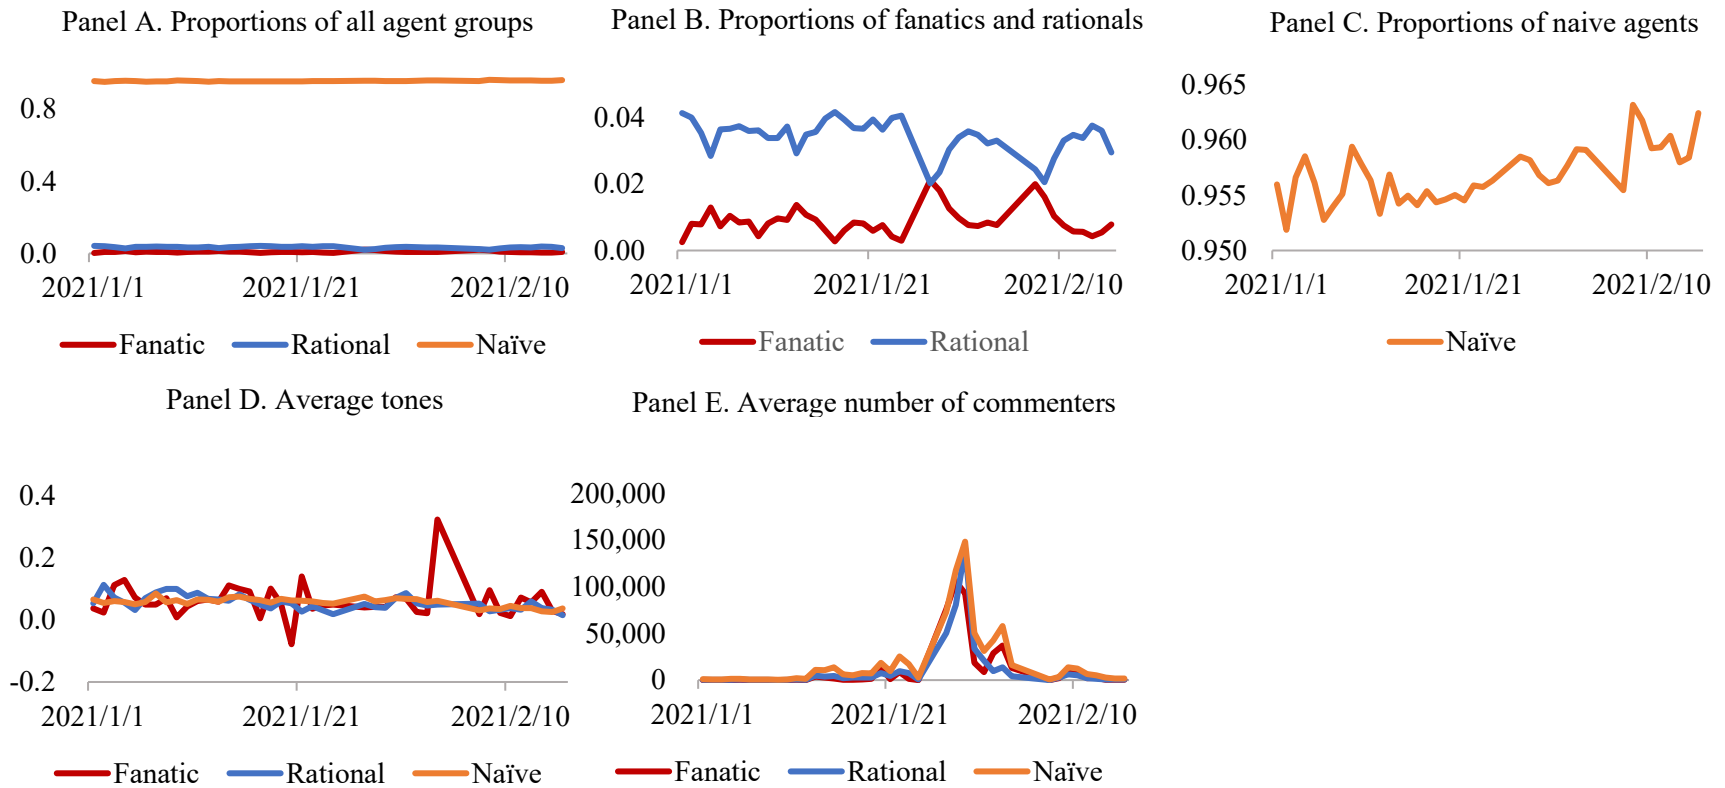 Panel A. Proportions of all agent groups
0.8
0.4
0.0
2021/1/1 2021/1/21 2021/2/10
Fanatic Rational Naïve
Panel B. Proportions of fanatics and rationals
0.04
0.02
0.00
2021/1/1 2021/1/21 2021/2/10
Fanatic Rational
Panel C. Proportions of naive agents
0.965
0.960
0.955
0.950
2021/1/1 2021/1/21 2021/2/10
Naïve
Panel D. Average tones
0.4
0.2
0.0
-0.2
2021/1/1 2021/1/21 2021/2/10
Fanatic Rational Naïve
Panel E. Average number of commenters
200,000
150,000
100,000
50,000
0
2021/1/1 2021/1/21 2021/2/10
Fanatic Rational Naïve